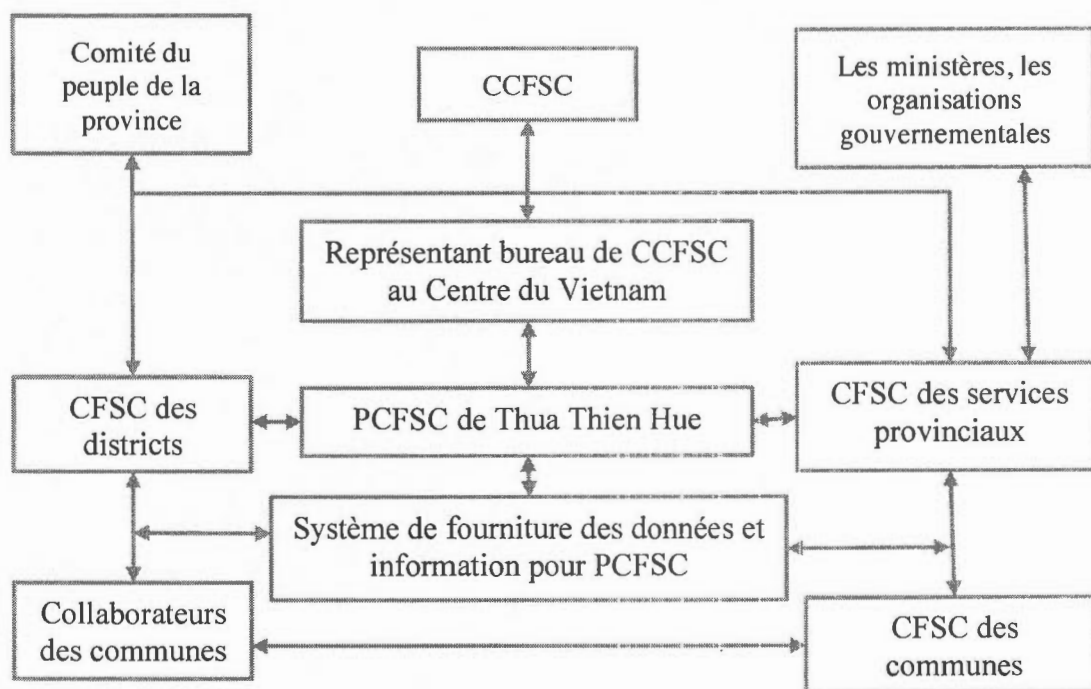 Comité du
peuple de la
province
CCFSC
Les ministères, les
organisations
gouvernementales
Représentant bureau de CCFSC
au Centre du Vietnam
CFSC des
districts
PCFSC de Thua Thien Hue
CFSC des services
provinciaux
Système de fourniture des données et
information pour PCFSC
Collaborateurs
des communes
CFSC des
communes